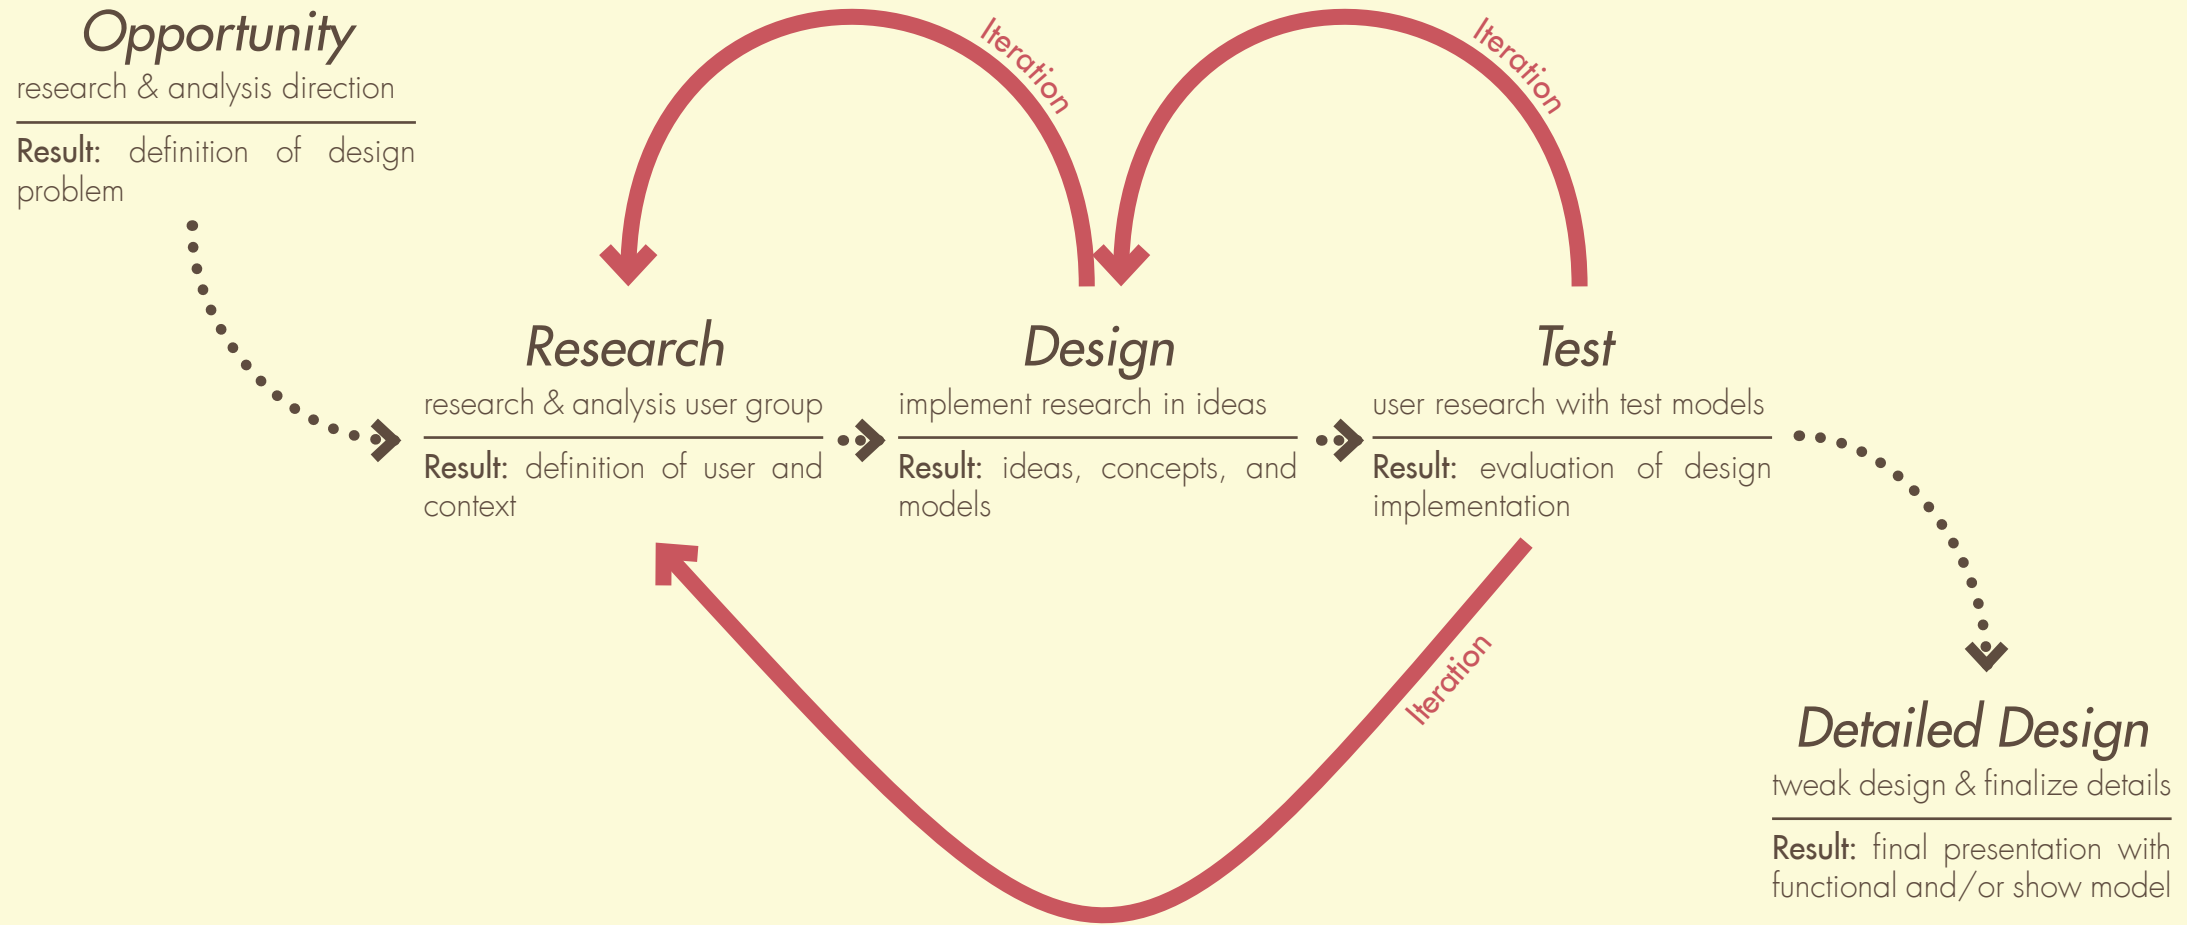 Opportunity
research & analysis direction
Result: definition of design
problem
Iteration
Iteration
Research
research & analysis user group
Result: definition of user and
context
Design
implement research in ideas
Result: ideas, concepts, and
models
Test
user research with test models
Result: evaluation of design
implementation
Iteration
Detailed Design
tweak design & finalize details
Result: final presentation with
functional and/or show model